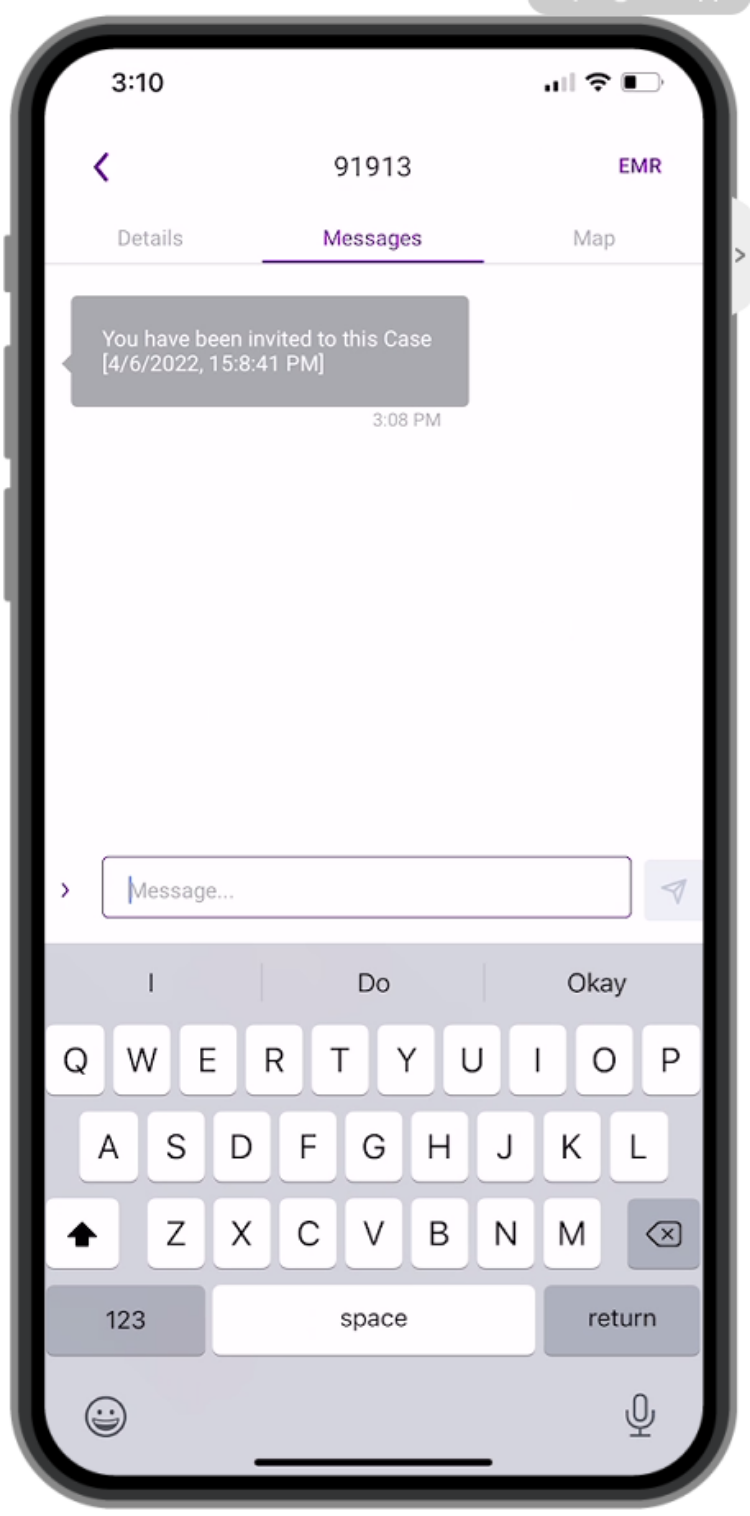 3:10
91913
EMR
Details Messages Map
You have been invited to this Case
[4/6/2022, 15:8:41 PM]
3:08 PM
Message...
I Do Okay
Q W E R T Y U I O P
A S D F G H J K L
Z X C V B N M
123 space return